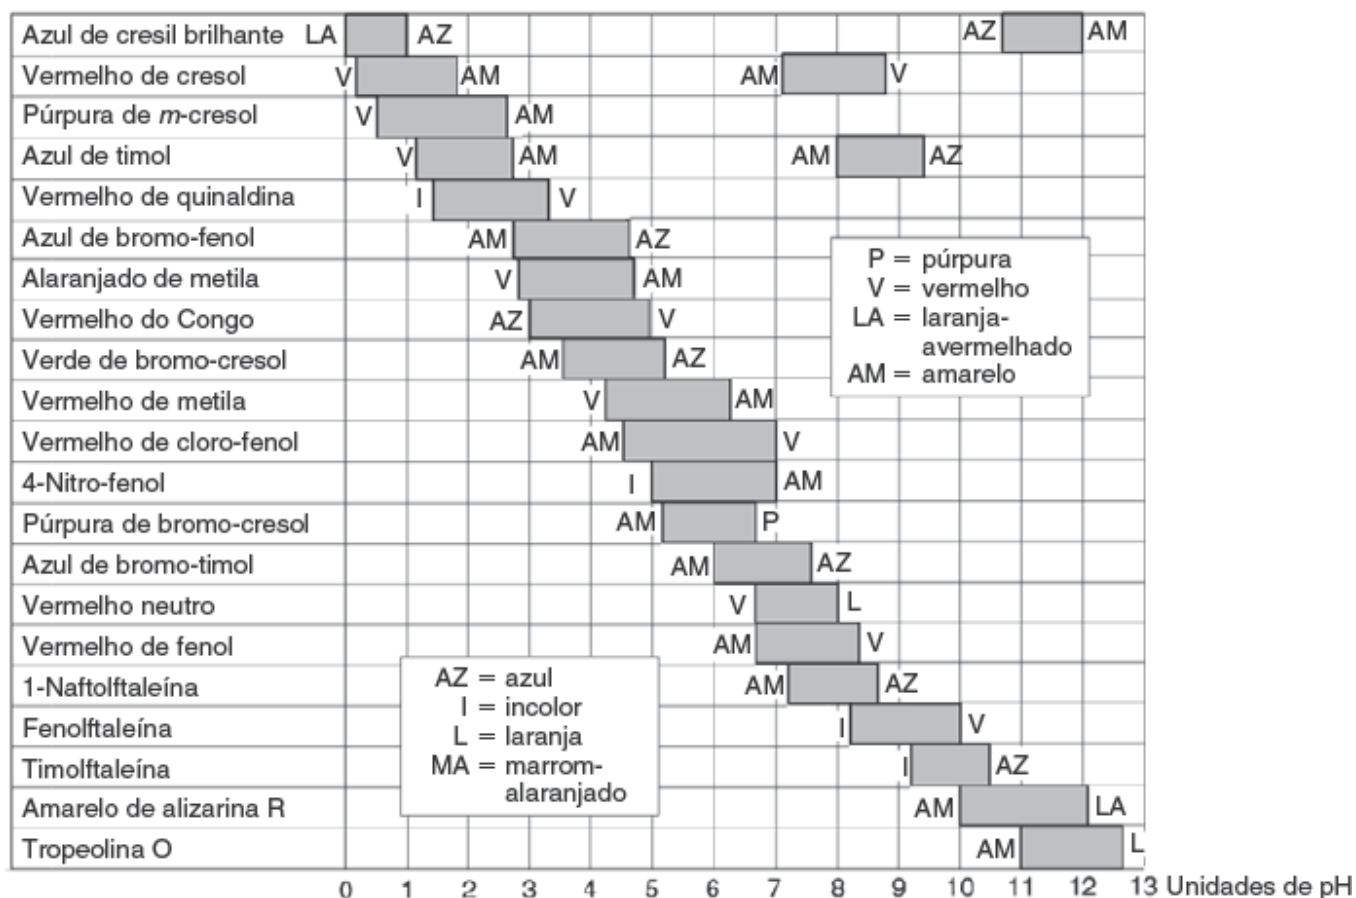 Azul de cresil brilhante LA AZ AZ AM
Vermelho de cresol V AM AM V
Púrpura de m-cresol V AM
Azul de timol V AM AM AZ
Vermelho de quinaldina I V
Azul de bromo-fenol AM AZ
Alaranjado de metila V AM
Vermelho do Congo AZ V
Verde de bromo-cresol AM AZ
Vermelho de metila V AM
Vermelho de cloro-fenol AM V
4-Nitro-fenol I AM
Púrpura de bromo-cresol AM P
Azul de bromo-timol AM AZ
Vermelho neutro V L
Vermelho de fenol AM V
1-Naftolftaleína AM AZ
Fenolftaleína I V
Timolftaleína I AZ
Amarelo de alizarina R AM LA
Tropeolina O AM L
P = púrpura
V = vermelho
LA = laranja-
avermelhado
AM = amarelo
AZ = azul
I = incolor
L = laranja
MA = marrom-
alaranjado
0 1 2 3 4 5 6 7 8 9 10 11 12 13 Unidades de pH